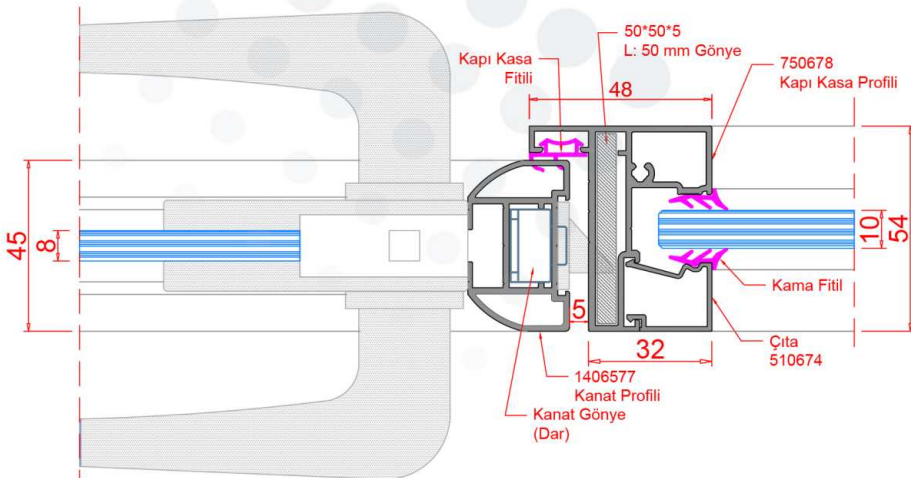 50*50*5
L: 50 mm Gönye
Kapı Kasa
Fitili
48
750678
Kapı Kasa Profili
45
8
10
54
Kama Fitil
5
32
Çıta
510674
1406577
Kanat Profili
Kanat Gönye
(Dar)